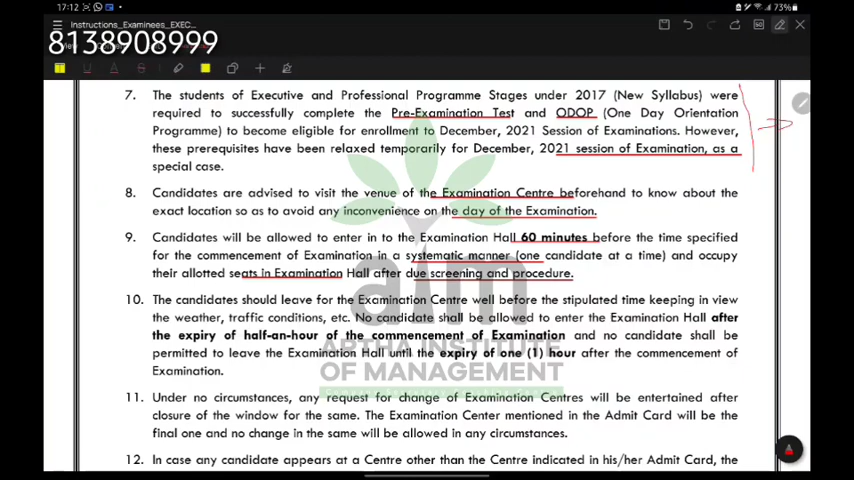 17:12
73%
Instructions_Examinees_EXEC...
8138908999
7. The students of Executive and Professional Programme Stages under 2017 (New Syllabus) were
required to successfully complete the Pre-Examination Test and ODOP (One Day Orientation
Programme) to become eligible for enrollment to December, 2021 Session of Examinations. However,
these prerequisites have been relaxed temporarily for December, 2021 session of Examination, as a
special case.
8. Candidates are advised to visit the venue of the Examination Centre beforehand to know about the
exact location so as to avoid any inconvenience on the day of the Examination.
9. Candidates will be allowed to enter in to the Examination Hall 60 minutes before the time specified
for the commencement of Examination in a systematic manner (one candidate at a time) and occupy
their allotted seats in Examination Hall after due screening and procedure.
aim
10. The candidates should leave for the Examination Centre well before the stipulated time keeping in view
the weather, traffic conditions, etc. No candidate shall be allowed to enter the Examination Hall after
the expiry of half-an-hour of the commencement of Examination and no candidate shall be
ARTHA INSTITUTE
permitted to leave the Examination Hall until the expiry of one (1) hour after the commencement of
OF MANAGEMENT
Examination.
11. Under no circumstances, any request for change of Examination Centres will be entertained after
closure of the window for the same. The Examination Center mentioned in the Admit Card will be the
final one and no change in the same will be allowed in any circumstances.
12. In case any candidate appears at a Centre other than the Centre indicated in his/her Admit Card, the